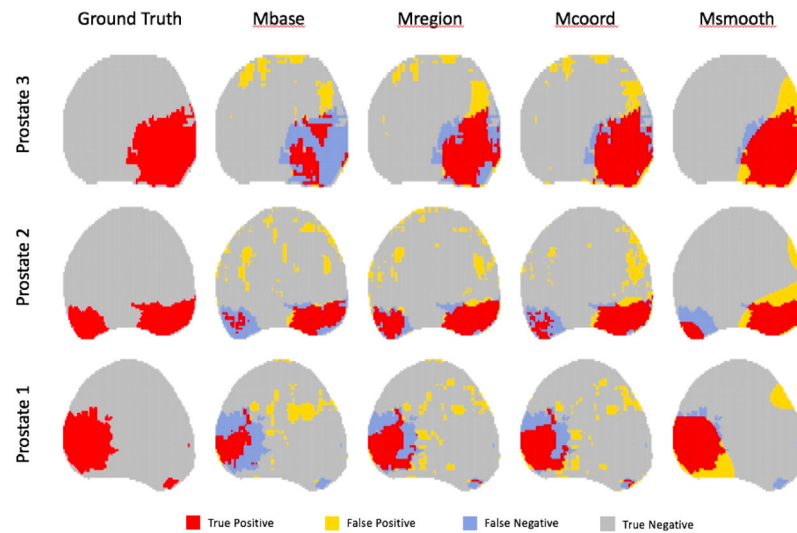 Ground Truth Mbase Mregion Mcoord Msmooth
Prostate 3
Prostate 2
Prostate 1
True Positive False Positive False Negative True Negative